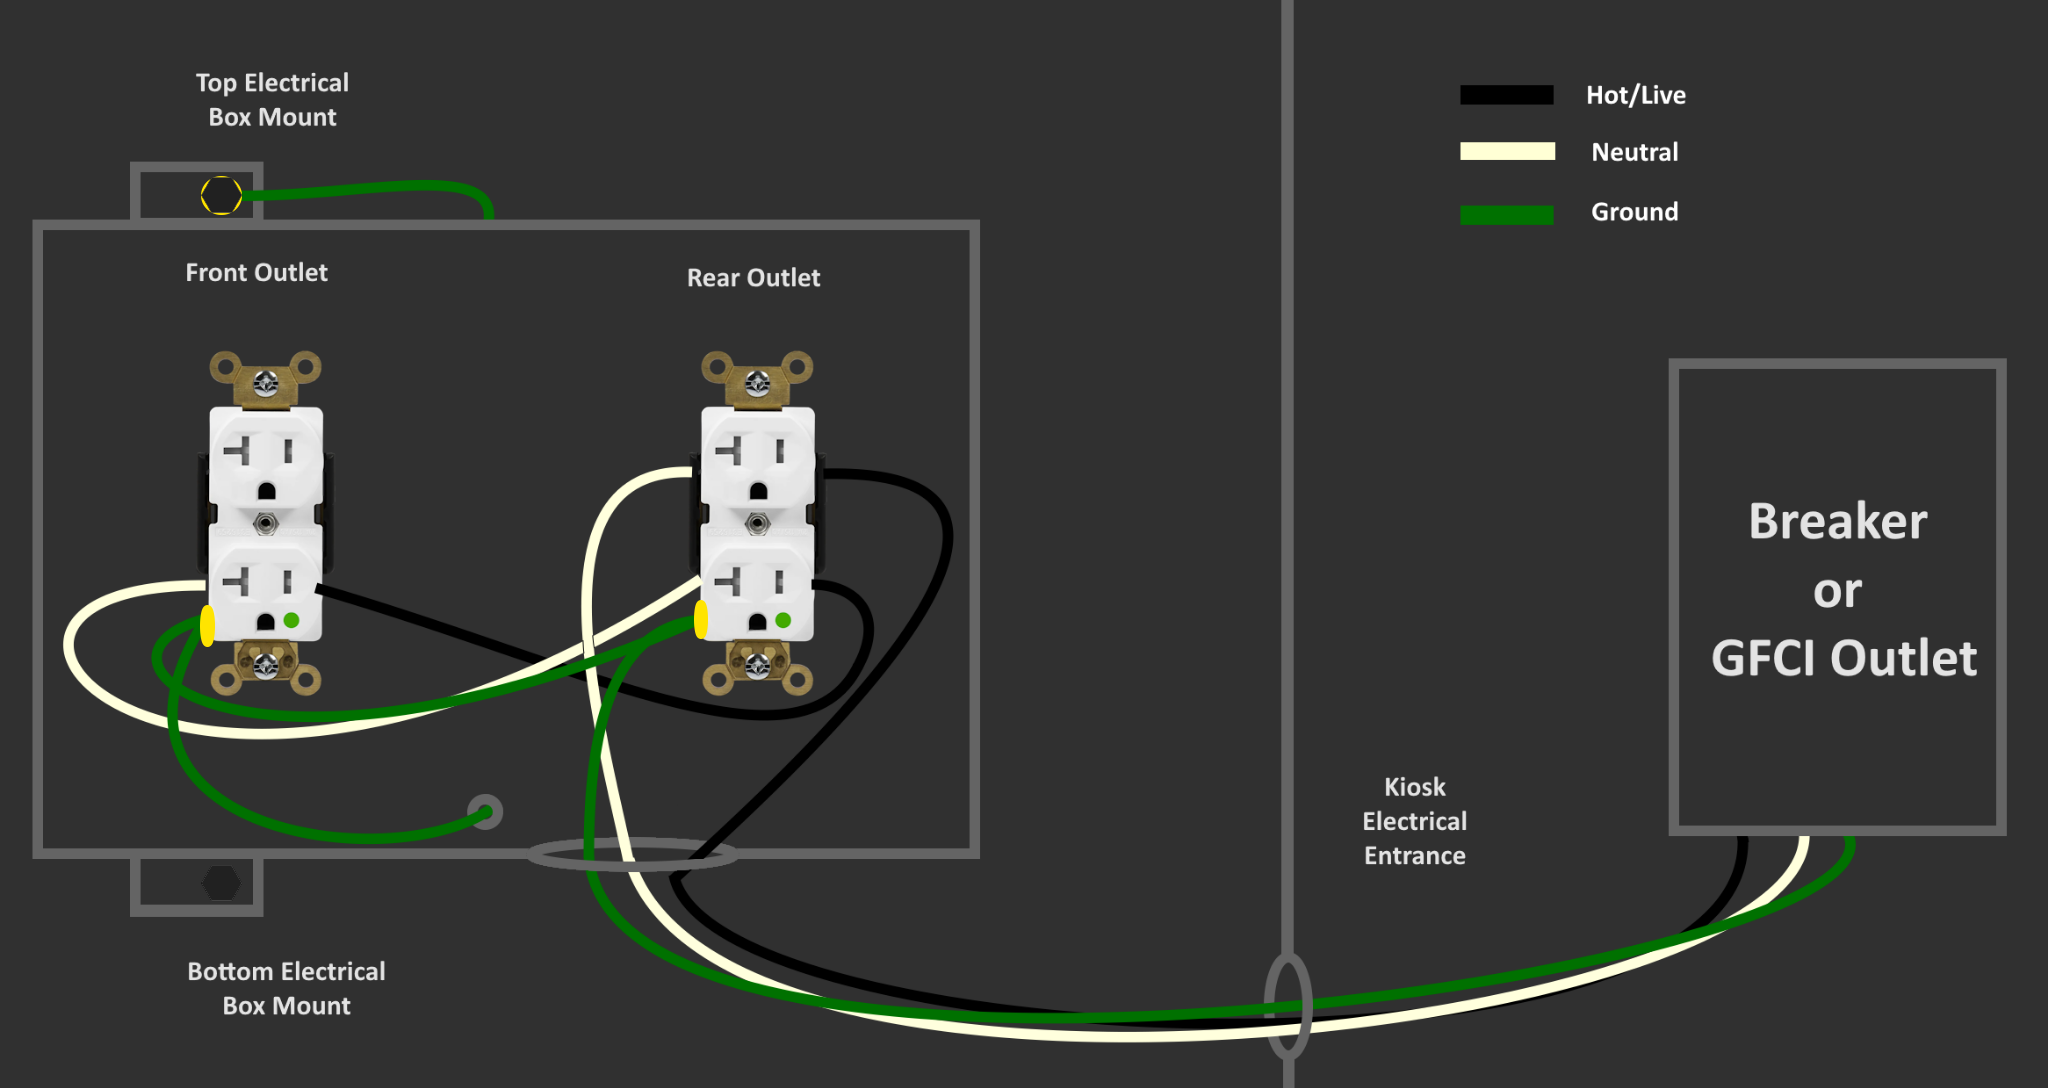 Top Electrical
Box Mount
Hot/Live
Neutral
Ground
Front Outlet
Rear Outlet
Breaker
or
GFCI Outlet
Kiosk
Electrical
Entrance
Bottom Electrical
Box Mount